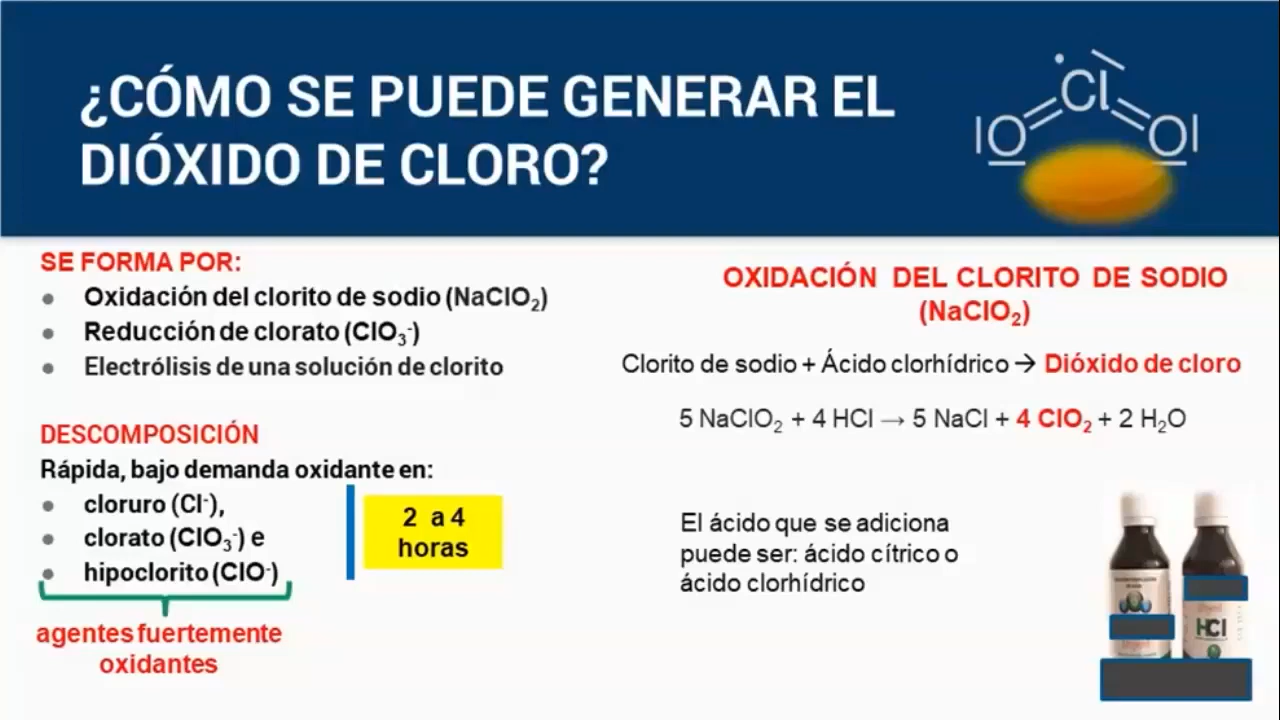 ¿CÓMO SE PUEDE GENERAR EL
DIÓXIDO DE CLORO?
Cl
|O
O|
SE FORMA POR:
● Oxidación del clorito de sodio (NaClO₂)
● Reducción de clorato (ClO₃⁻)
● Electrólisis de una solución de clorito
DESCOMPOSICIÓN
Rápida, bajo demanda oxidante en:
● cloruro (Cl⁻),
● clorato (ClO₃⁻) e
● hipoclorito (ClO⁻)
2 a 4
horas
agentes fuertemente
oxidantes
OXIDACIÓN DEL CLORITO DE SODIO
(NaClO₂)
Clorito de sodio + Ácido clorhídrico → Dióxido de cloro
5 NaClO₂ + 4 HCl → 5 NaCl + 4 ClO₂ + 2 H₂O
El ácido que se adiciona
puede ser: ácido cítrico o
ácido clorhídrico
HCl